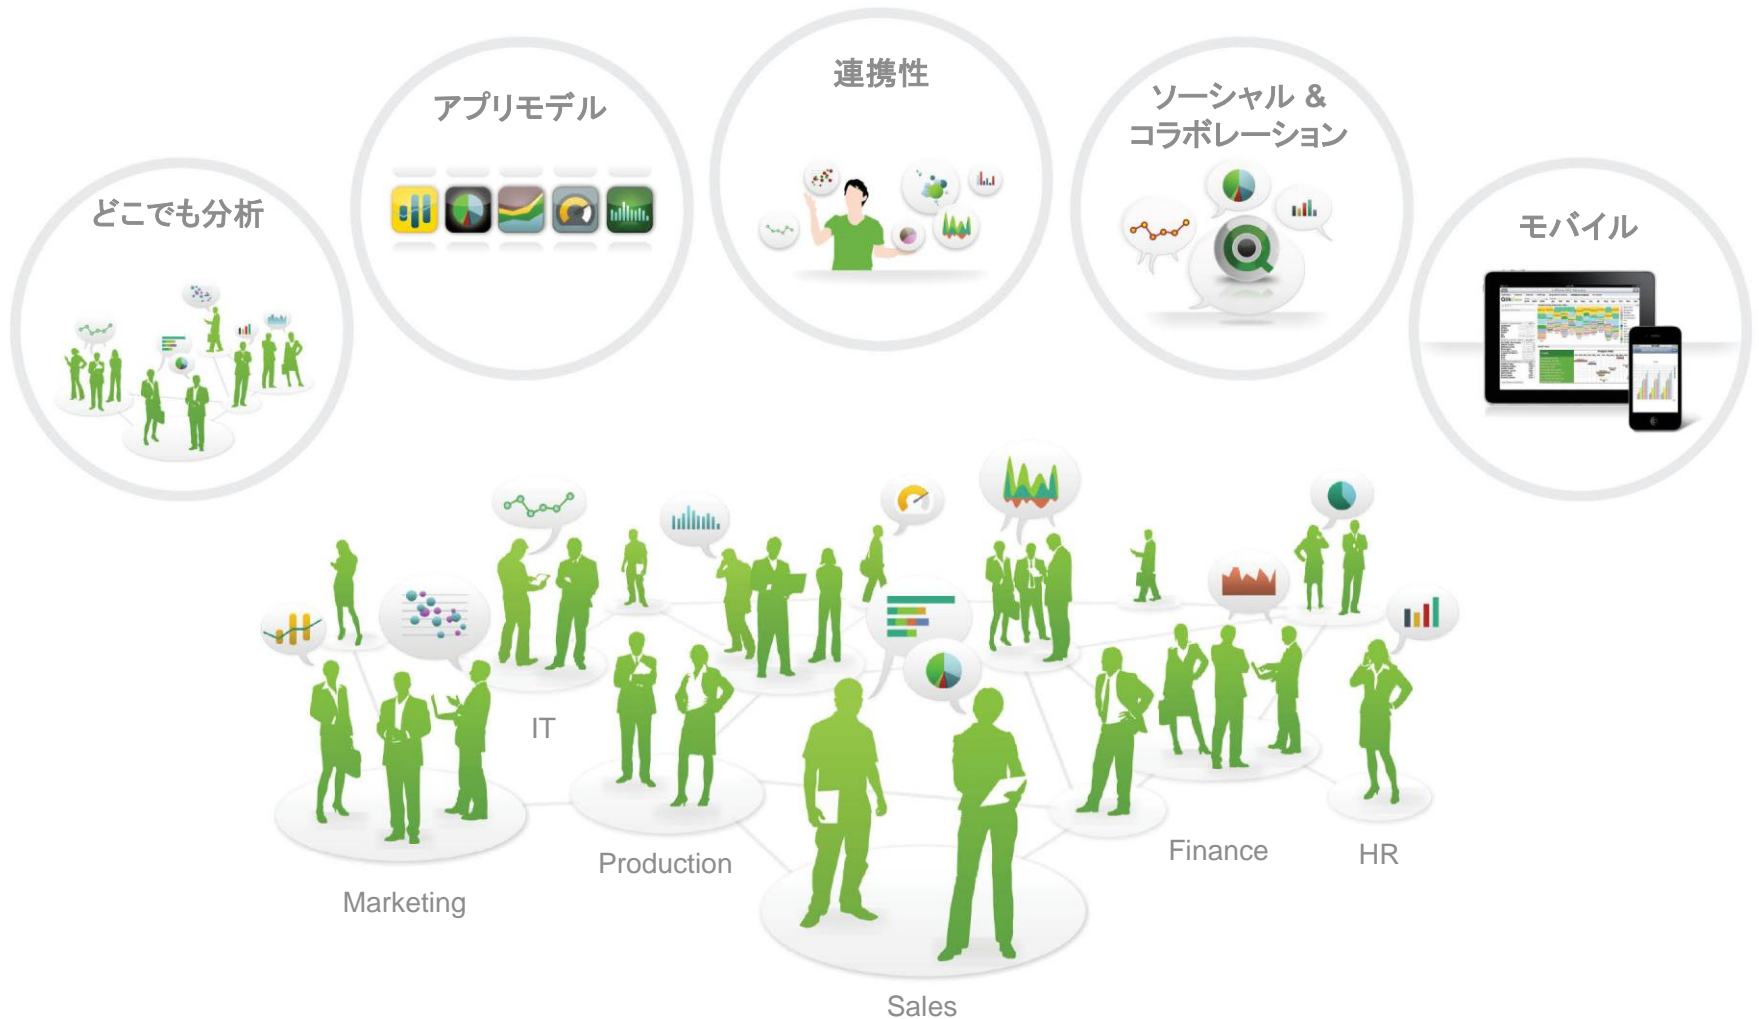 どこでも分析
アプリモデル
連携性
ソーシャル &
コラボレーション
モバイル
IT
Marketing
Production
Sales
Finance
HR